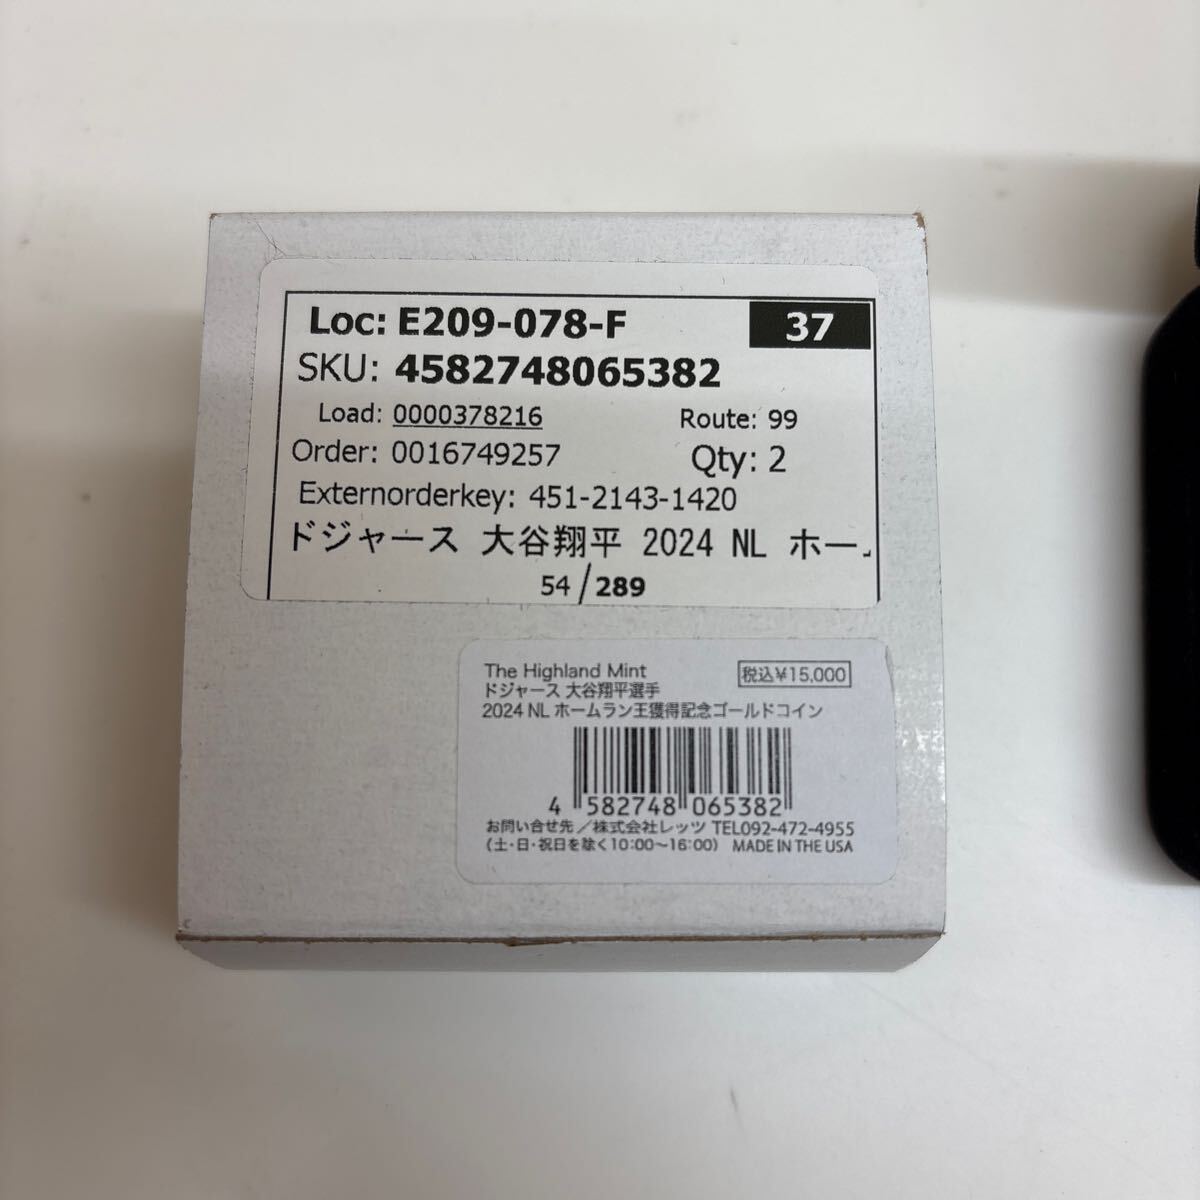 Loc: E209-078-F 37
SKU: 4582748065382
Load: 0000378216 Route: 99
Order: 0016749257 Qty: 2
Externorderkey: 451-2143-1420
ドジャース 大谷翔平 2024 NL ホー
54/289
The Highland Mint 税込¥15,000
ドジャース 大谷翔平選手
2024 NL ホームラン王獲得記念ゴールドコイン
4 582748 065382
お問い合せ先／株式会社レッツ TEL092-472-4955
(土・日・祝日を除く10:00〜16:00) MADE IN THE USA